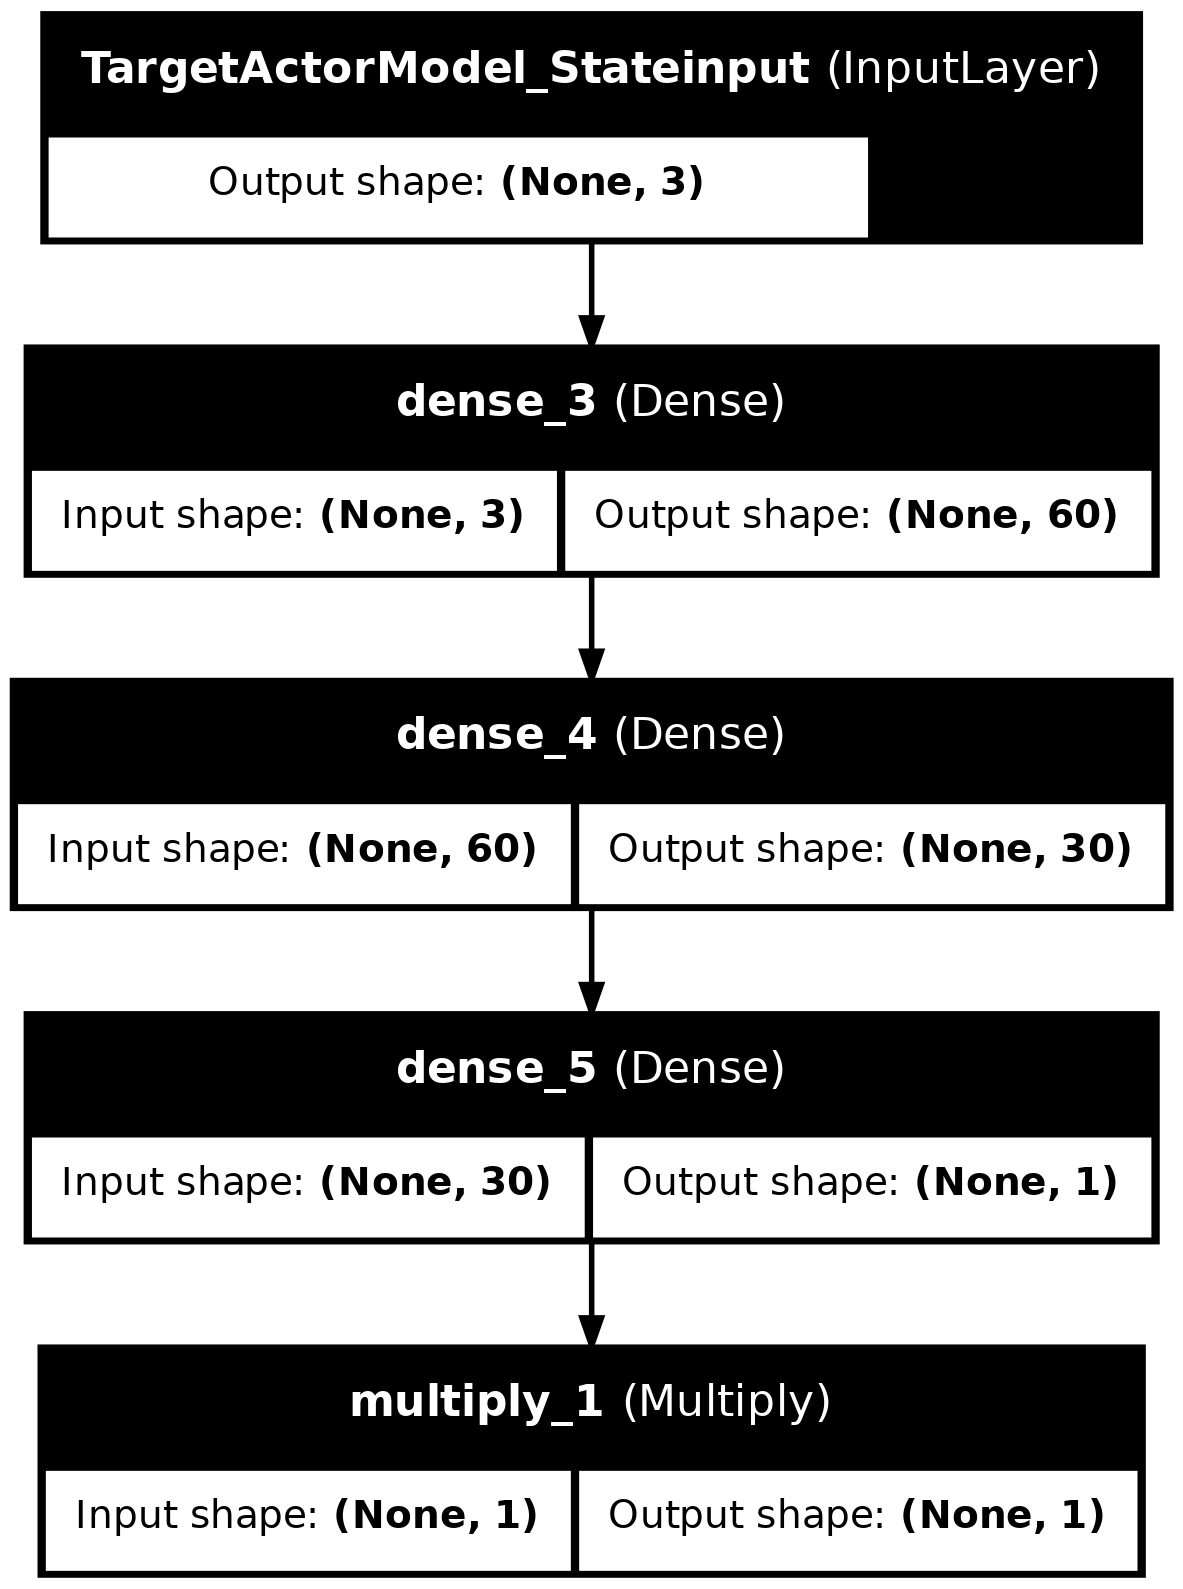 TargetActorModel_Stateinput (InputLayer)
Output shape: (None, 3)
dense_3 (Dense)
Input shape: (None, 3) Output shape: (None, 60)
dense_4 (Dense)
Input shape: (None, 60) Output shape: (None, 30)
dense_5 (Dense)
Input shape: (None, 30) Output shape: (None, 1)
multiply_1 (Multiply)
Input shape: (None, 1) Output shape: (None, 1)